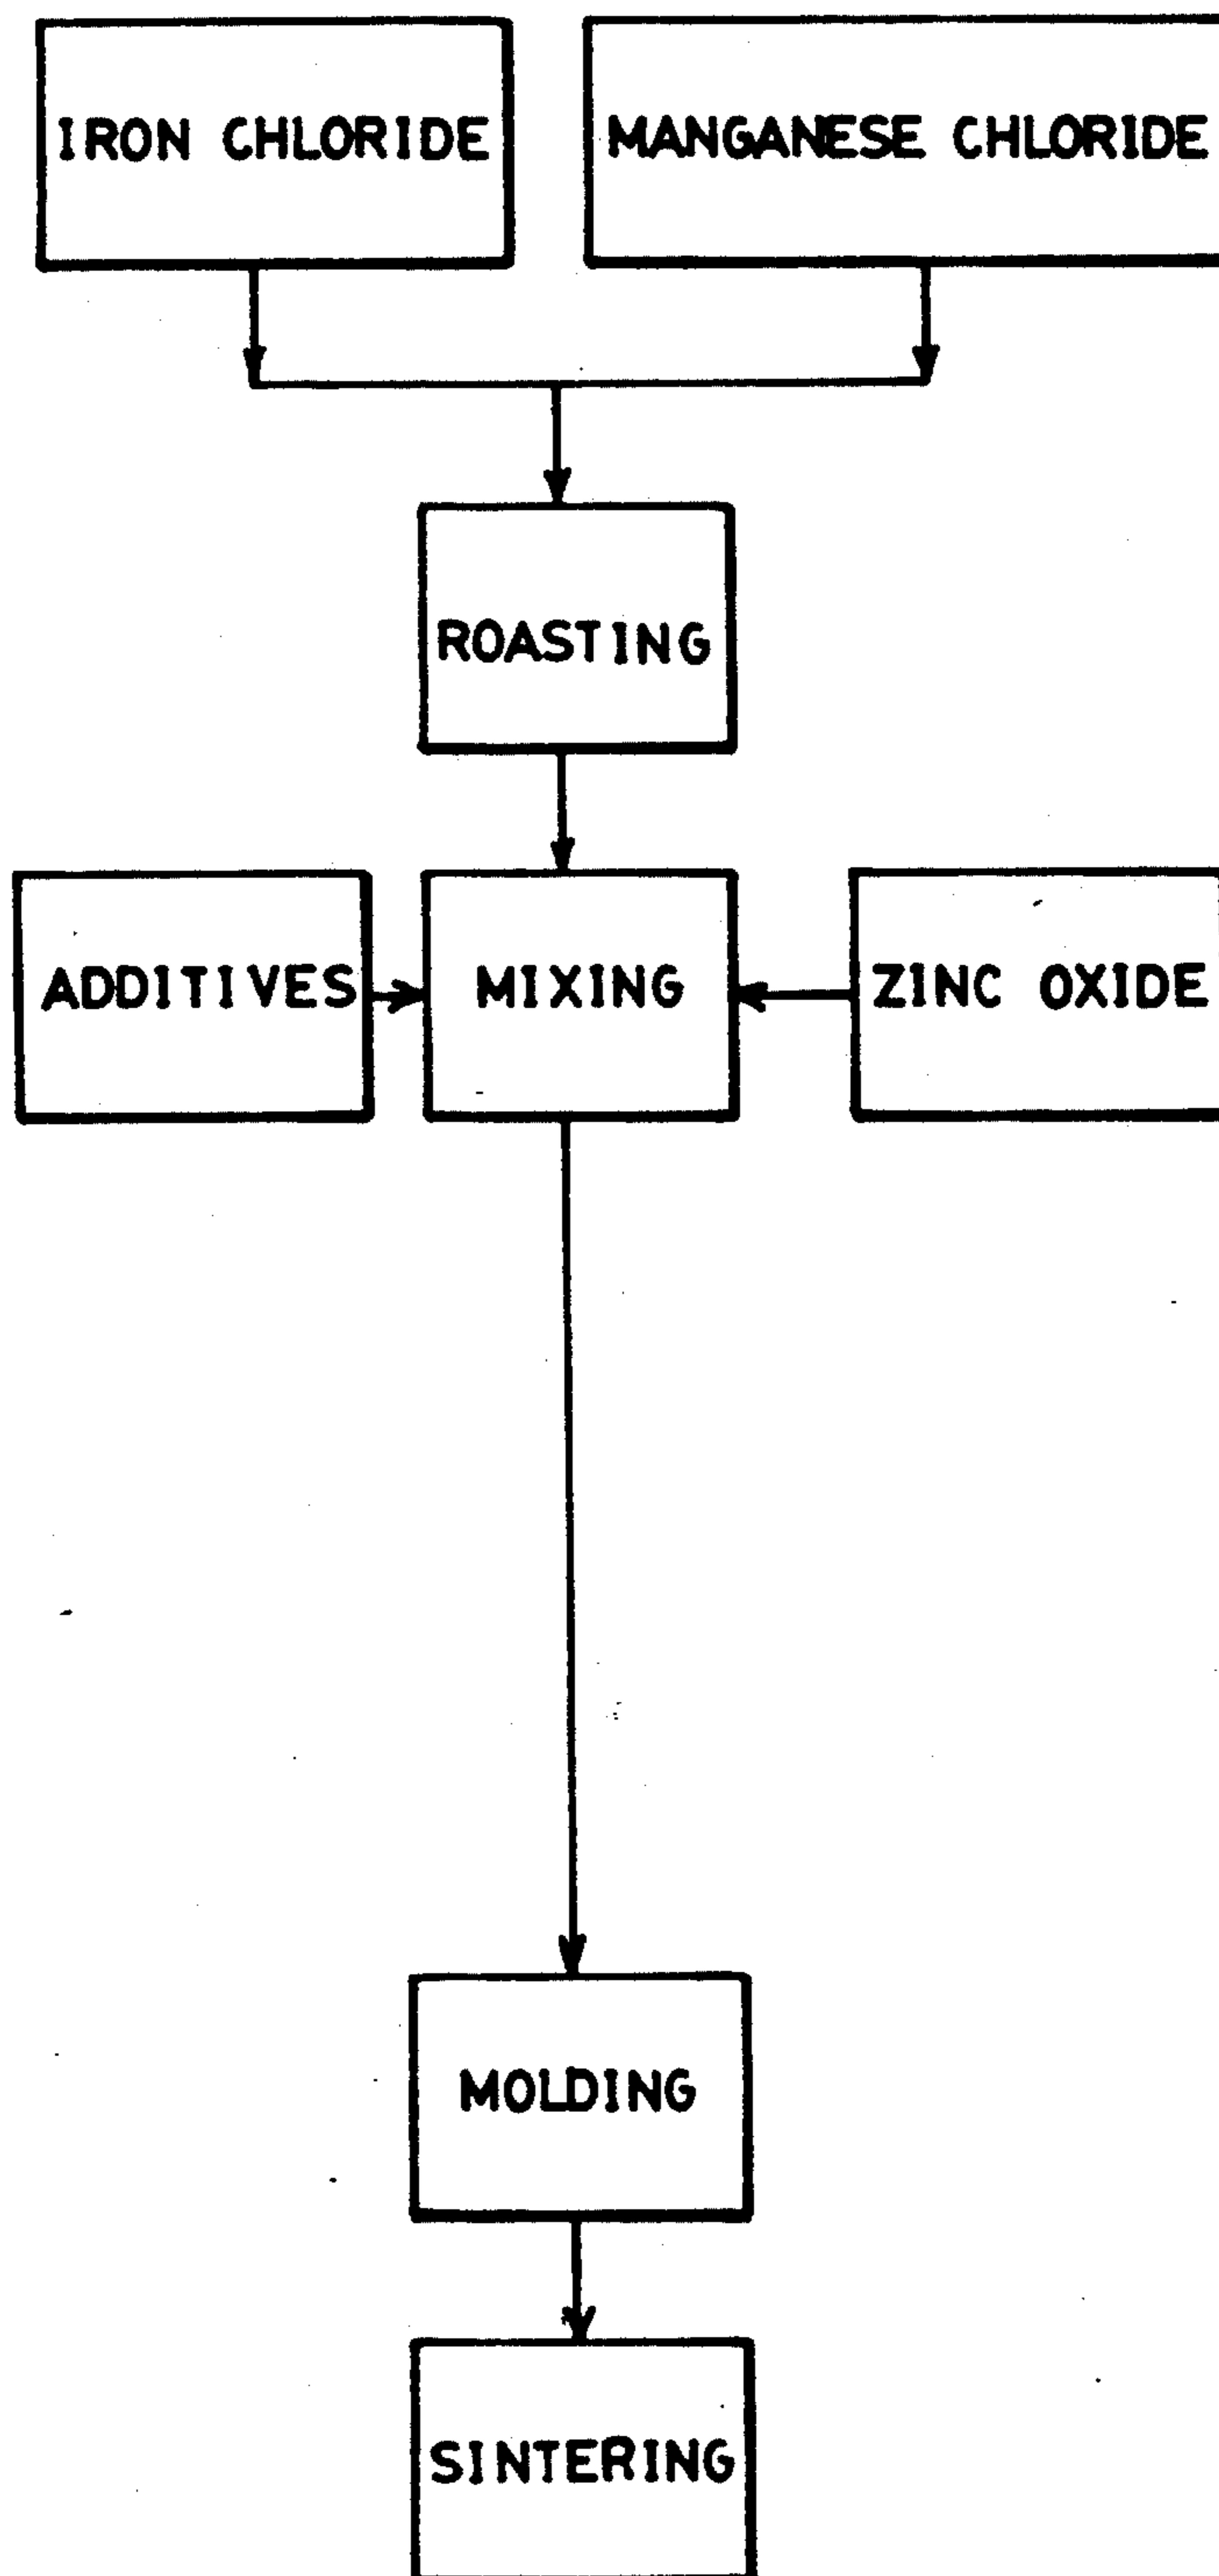 IRON CHLORIDE
MANGANESE CHLORIDE
ROASTING
ADDITIVES
MIXING
ZINC OXIDE
MOLDING
SINTERING